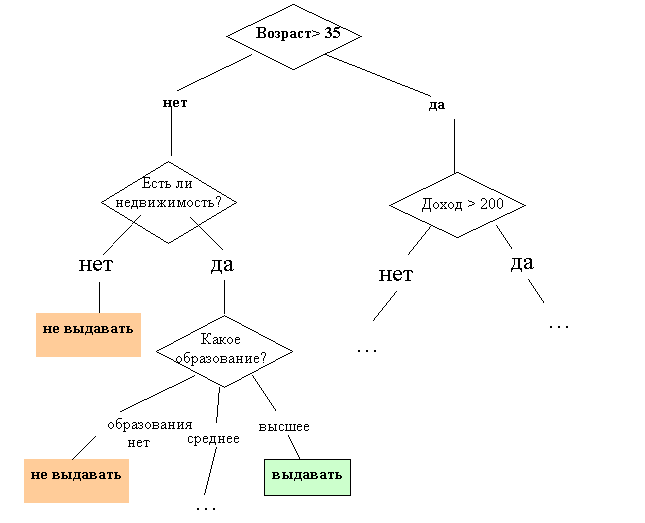 Возраст> 35
нет
да
Есть ли
недвижимость?
Доход > 200
нет
да
нет
да
не выдавать
...
...
Какое
образование?
образования
нет
среднее
высшее
не выдавать
...
выдавать